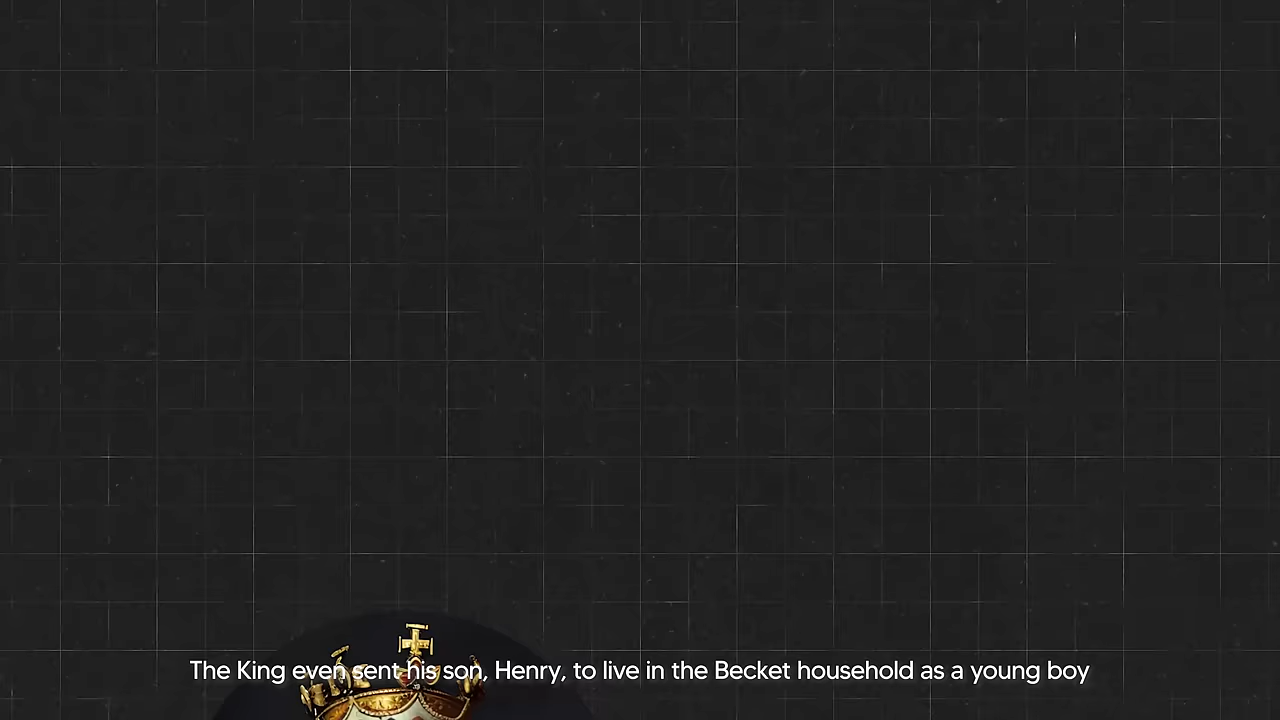 The King even sent his son, Henry, to live in the Becket household as a young boy